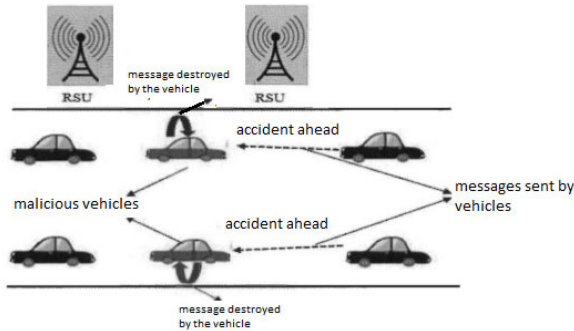 message destroyed
by the vehicle
RSU
RSU
accident ahead
malicious vehicles
messages sent by
vehicles
accident ahead
message destroyed
by the vehicle